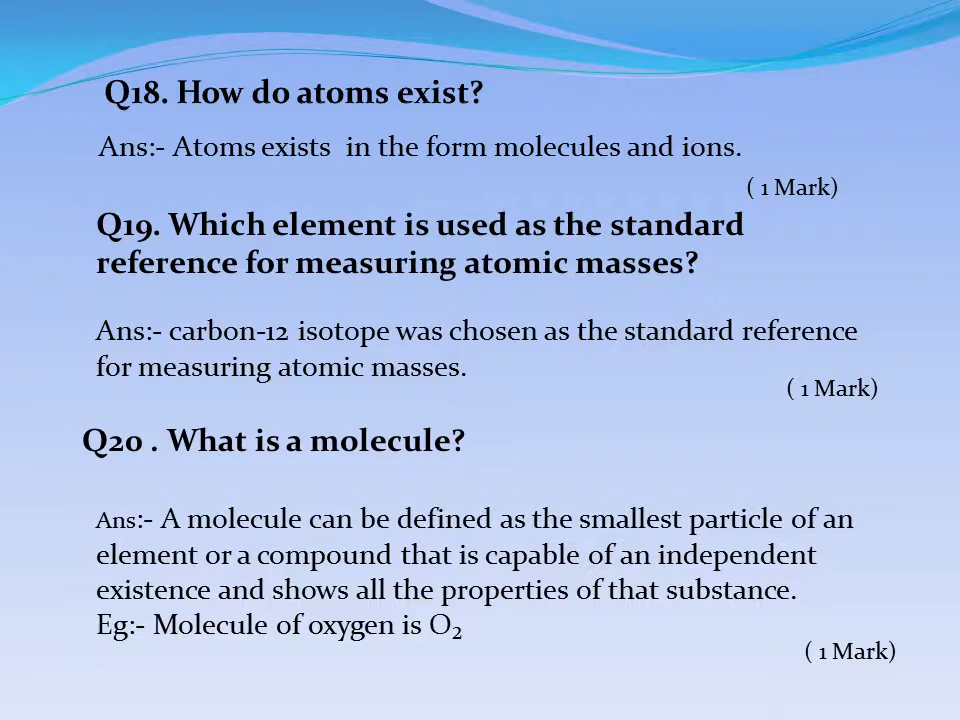 Q18. How do atoms exist?
Ans:- Atoms exists  in the form molecules and ions.
( 1 Mark)
Q19. Which element is used as the standard
reference for measuring atomic masses?
Ans:- carbon-12 isotope was chosen as the standard reference
for measuring atomic masses.
( 1 Mark)
Q20 . What is a molecule?
Ans:- A molecule can be defined as the smallest particle of an
element or a compound that is capable of an independent
existence and shows all the properties of that substance.
Eg:- Molecule of oxygen is O₂
( 1 Mark)